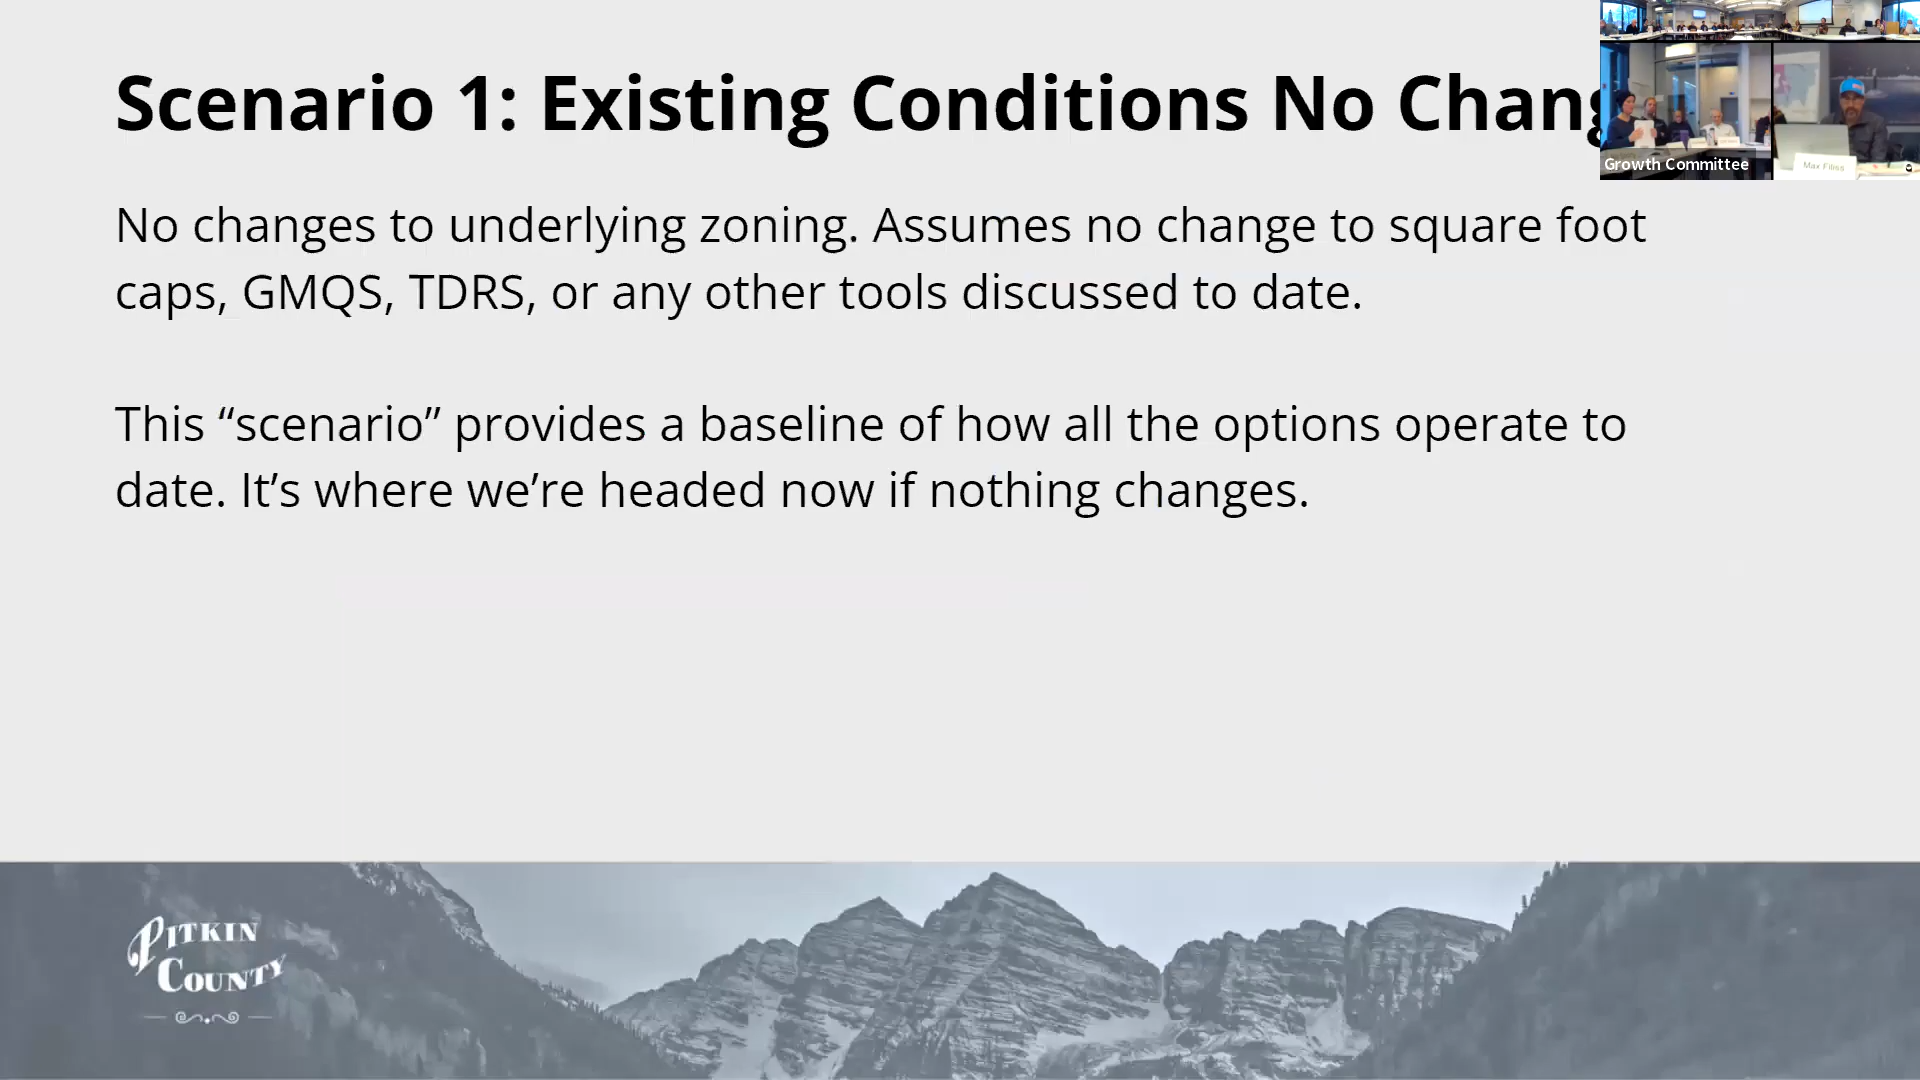 Scenario 1: Existing Conditions No Chang
Growth Committee
Max Filiss
No changes to underlying zoning. Assumes no change to square foot
caps, GMQS, TDRS, or any other tools discussed to date.
This “scenario” provides a baseline of how all the options operate to
date. It’s where we’re headed now if nothing changes.
PITKIN
COUNTY